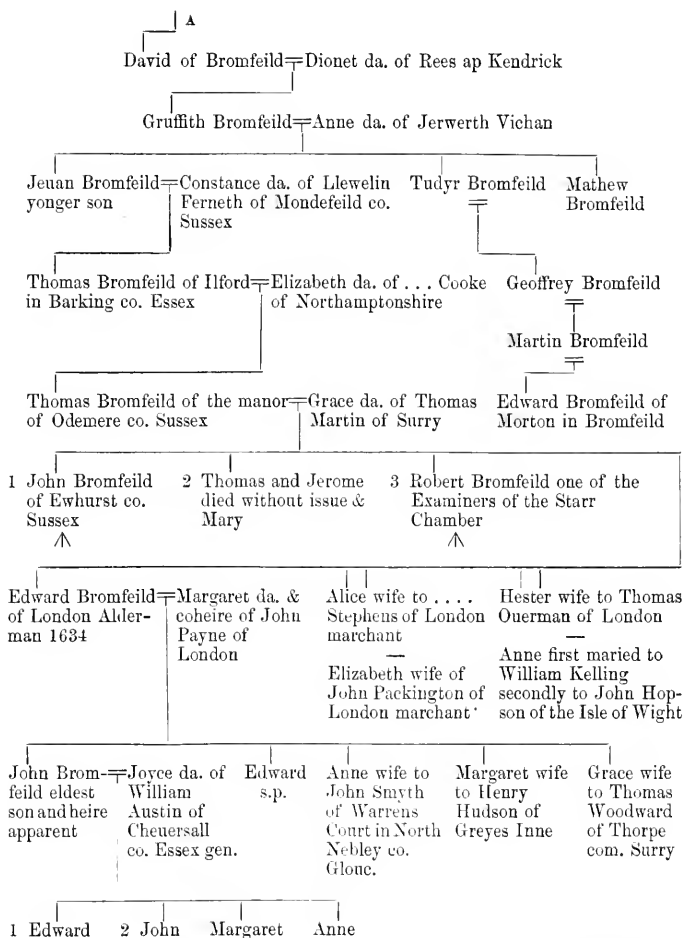 A
David of Bromfeild Dionet da. of Rees ap Kendrick
Gruffith Bromfeild Anne da. of Jerwerth Vichan
Jeuan Bromfeild
yonger son
Constance da. of Llewelin
Ferneth of Mondefeild co.
Sussex
Tudyr Bromfeild
Mathew
Bromfeild
Thomas Bromfeild of Ilford
in Barking co. Essex
Elizabeth da. of . . . Cooke
of Northamptonshire
Geoffrey Bromfeild
Martin Bromfeild
Thomas Bromfeild of the manor
of Odemere co. Sussex
Grace da. of Thomas
Martin of Surry
Edward Bromfeild of
Morton in Bromfeild
1 John Bromfeild
of Ewhurst co.
Sussex
2 Thomas and Jerome
died without issue &
Mary
3 Robert Bromfeild one of the
Examiners of the Starr
Chamber
Edward Bromfeild
of London Alder-
man 1634
Margaret da. &
coheire of John
Payne of
London
Alice wife to . . . .
Stephens of London
marchant
—
Elizabeth wife of
John Packington of
London marchant
Hester wife to Thomas
Ouerman of London
—
Anne first maried to
William Kelling
secondly to John Hop-
son of the Isle of Wight
John Brom-
feild eldest
son and heire
apparent
Joyce da. of
William
Austin of
Cheuersall
co. Essex gen.
Edward
s.p.
Anne wife to
John Smyth
of Warrens
Court in North
Nebley co.
Glouc.
Margaret wife
to Henry
Hudson of
Greyes Inne
Grace wife
to Thomas
Woodward
of Thorpe
com. Surry
1 Edward 2 John Margaret Anne